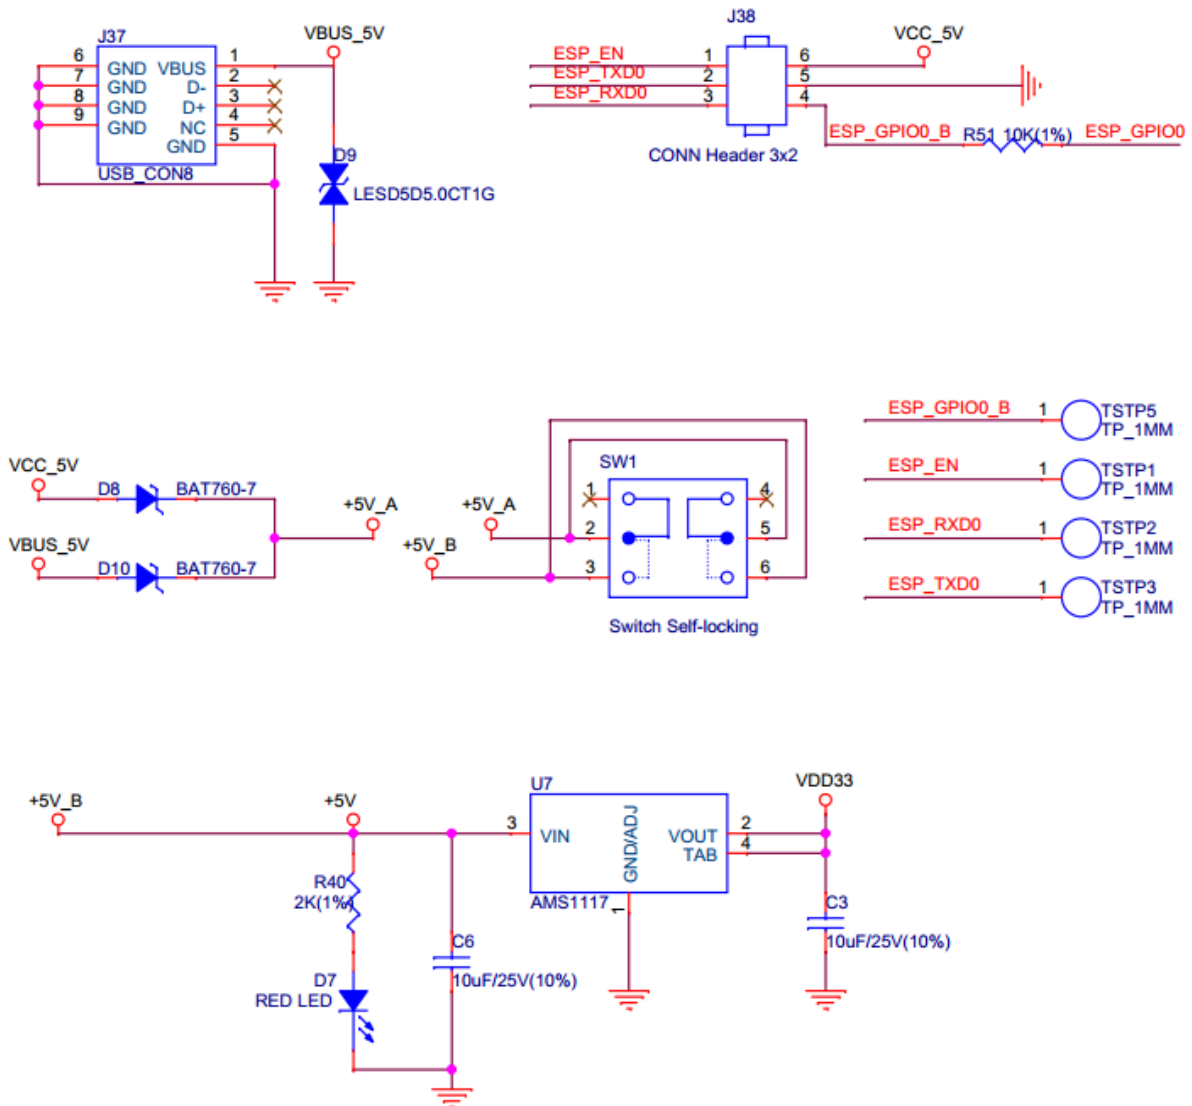 J37
VBUS_5V
6 GND VBUS 1
7 GND D- 2
8 GND D+ 3
9 GND NC 4
GND 5
USB_CON8
D9
LESD5D5.0CT1G
J38
VCC_5V
ESP_EN 1 6
ESP_TXD0 2 5
ESP_RXD0 3 4
ESP_GPIO0_B R51 10K(1%) ESP_GPIO0
CONN Header 3x2
VCC_5V
D8 BAT760-7
VBUS_5V
D10 BAT760-7
+5V_A
SW1
+5V_A
+5V_B
1 4
2 5
3 6
Switch Self-locking
ESP_GPIO0_B 1 TSTP5
TP_1MM
ESP_EN 1 TSTP1
TP_1MM
ESP_RXD0 1 TSTP2
TP_1MM
ESP_TXD0 1 TSTP3
TP_1MM
+5V_B
+5V
U7
VDD33
3 VIN GND/ADJ VOUT 2
TAB 4
1
AMS1117
R40
2K(1%)
C6
10uF/25V(10%)
C3
10uF/25V(10%)
D7
RED LED